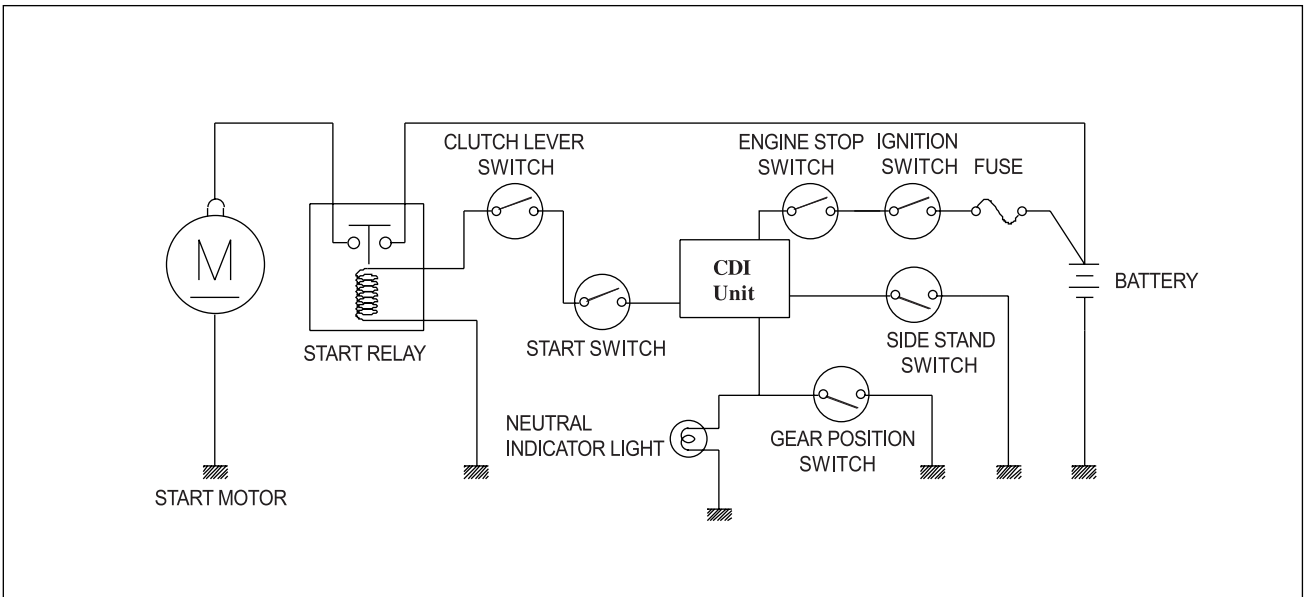 CLUTCH LEVER
SWITCH
ENGINE STOP
SWITCH
IGNITION
SWITCH
FUSE
M
CDI
Unit
BATTERY
START RELAY
START SWITCH
SIDE STAND
SWITCH
NEUTRAL
INDICATOR LIGHT
GEAR POSITION
SWITCH
START MOTOR